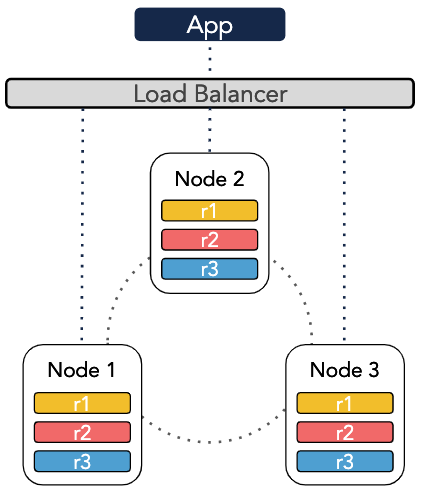 App
Load Balancer
Node 2
r1
r2
r3
Node 1
r1
r2
r3
Node 3
r1
r2
r3